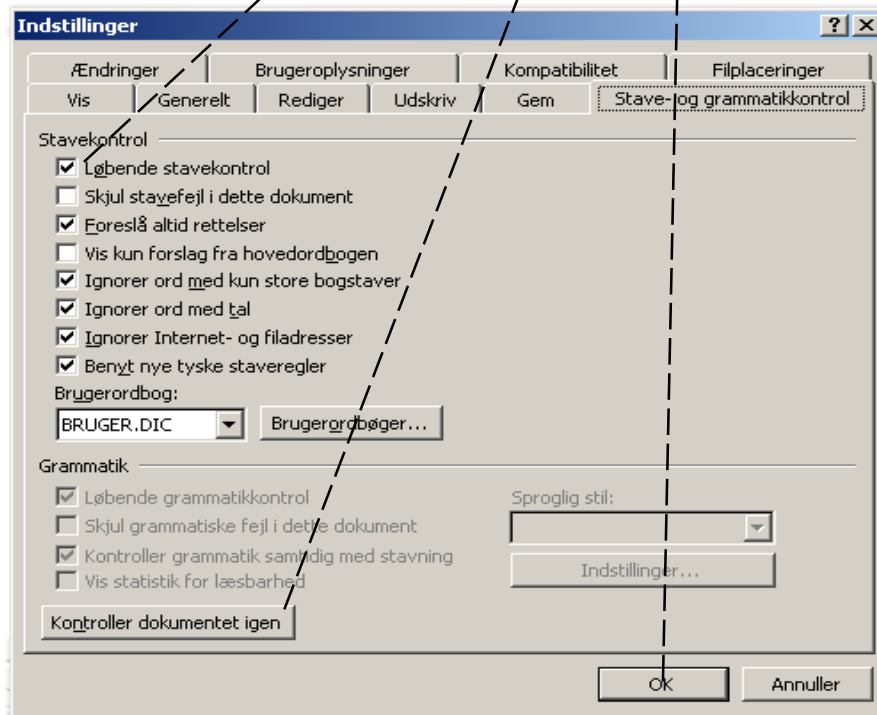 Indstillinger
Ændringer Brugeroplysninger Kompatibilitet Filplaceringer
Vis Generelt Rediger Udskriv Gem Stave- og grammatikkontrol
Stavekontrol
Løbende stavekontrol
Skjul stavefejl i dette dokument
Foreslå altid rettelser
Vis kun forslag fra hovedordbogen
Ignorer ord med kun store bogstaver
Ignorer ord med tal
Ignorer Internet- og filadresser
Benyt nye tyske staveregler
Brugerordbog:
BRUGER.DIC Brugerordbøger...
Grammatik
Løbende grammatikkontrol Sproglig stil:
Skjul grammatiske fejl i dette dokument
Kontroller grammatik samtidig med stavning
Vis statistik for læsbarhed Indstillinger...
Kontroller dokumentet igen
OK Annuller